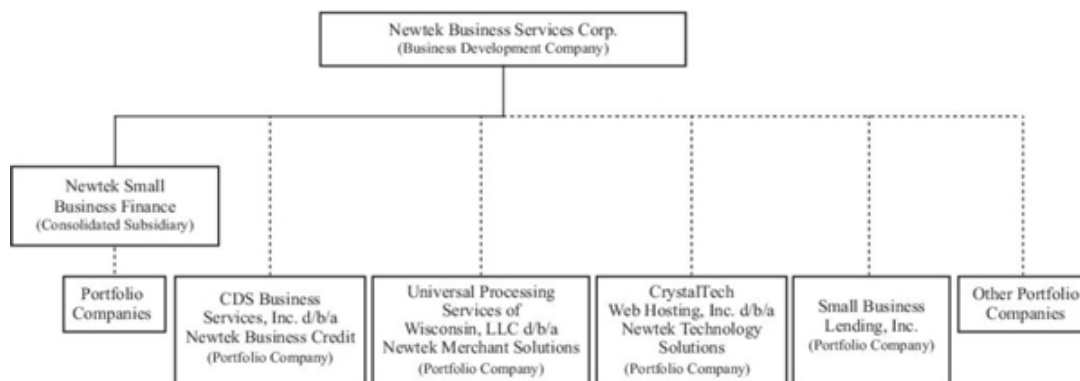 Newtek Business Services Corp.
(Business Development Company)
Newtek Small
Business Finance
(Consolidated Subsidiary)
Portfolio
Companies
CDS Business
Services, Inc. d/b/a
Newtek Business Credit
(Portfolio Company)
Universal Processing
Services of
Wisconsin, LLC d/b/a
Newtek Merchant Solutions
(Portfolio Company)
CrystalTech
Web Hosting, Inc. d/b/a
Newtek Technology
Solutions
(Portfolio Company)
Small Business
Lending, Inc.
(Portfolio Company)
Other Portfolio
Companies